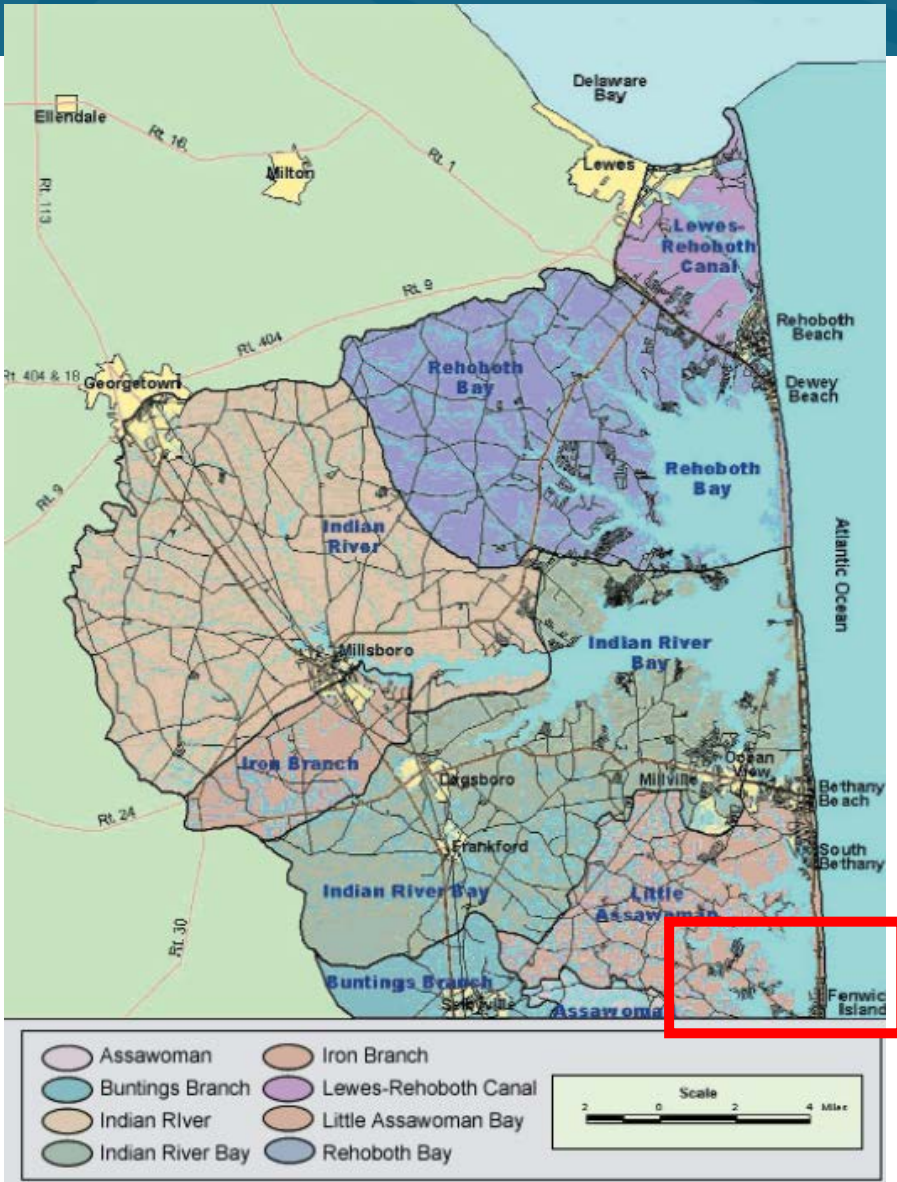 Delaware
Bay
Ellendale
Rt. 16
Rt. 1
Lewes
Milton
Rt. 113
Lewes-
Rehoboth
Canal
Rt. 9
Rehoboth
Beach
Rt. 404
Rt. 404 & 18
Georgetown
Rehoboth
Bay
Dewey
Beach
Rehoboth
Bay
Rt. 9
Indian
River
Atlantic Ocean
Millsboro
Indian River
Bay
Iron Branch
Dagsboro
Millville
Ocean
View
Bethany
Beach
Rt. 24
Frankford
South
Bethany
Indian River Bay
Little
Assawoman
Rt. 30
Buntings Branch
Selbyville
Assawoma
Fenwic
Island
Assawoman
Iron Branch
Buntings Branch
Lewes-Rehoboth Canal
Indian RIver
Little Assawoman Bay
Indian River Bay
Rehoboth Bay
Scale
2 0 2 4 Miles